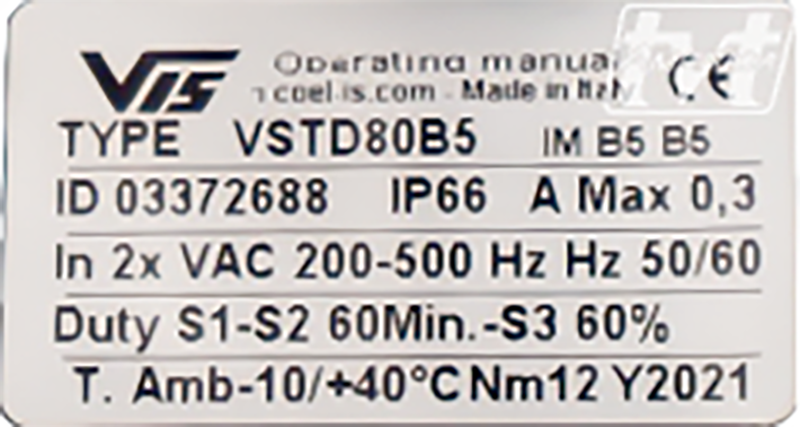 VIS Operating manual
coel-is.com - Made in Italy CE
TYPE VSTD80B5 IM B5 B5
ID 03372688 IP66 A Max 0,3
In 2x VAC 200-500 Hz Hz 50/60
Duty S1-S2 60Min.-S3 60%
T. Amb-10/+40°C Nm12 Y2021